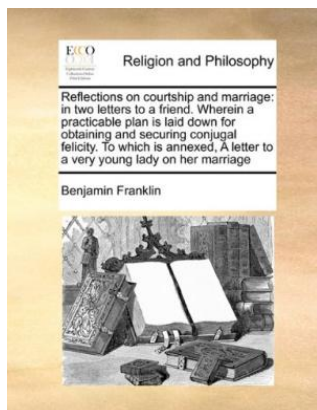 ECCO
Religion and Philosophy
Reflections on courtship and marriage:
in two letters to a friend. Wherein a
practicable plan is laid down for
obtaining and securing conjugal
felicity. To which is annexed, A letter to
a very young lady on her marriage
Benjamin Franklin